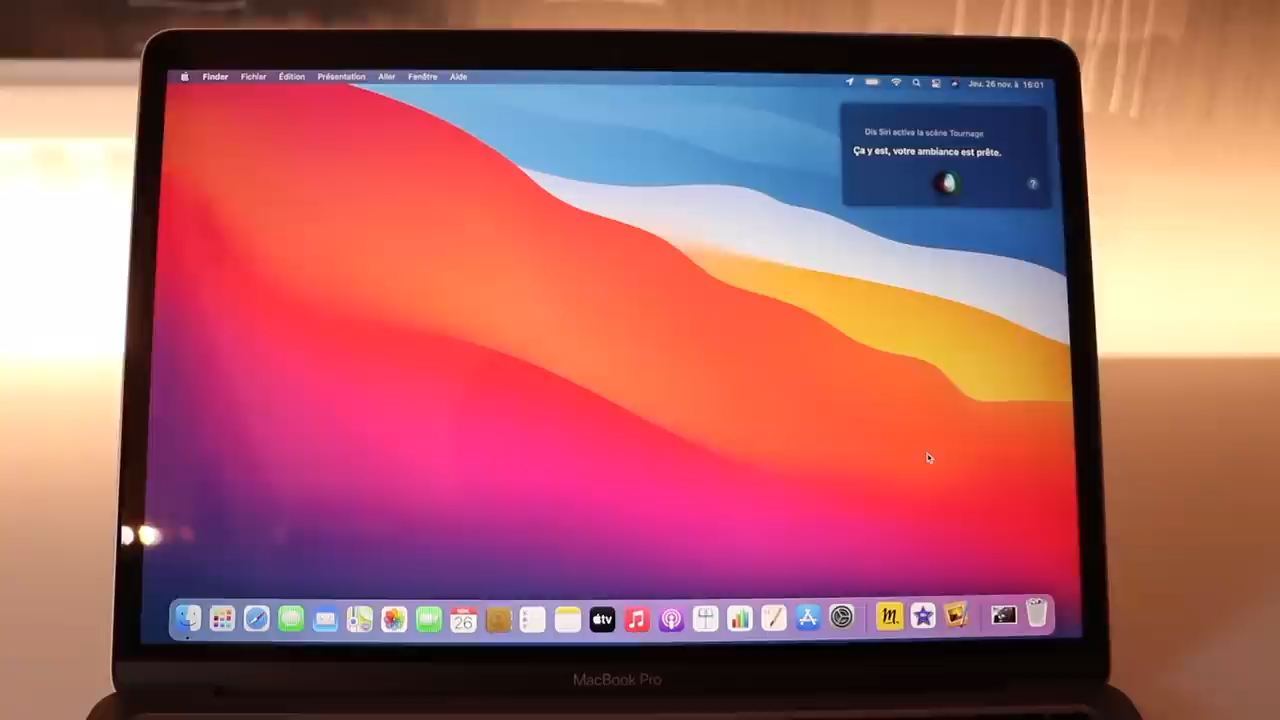 Finder Fichier Édition Présentation Aller Fenêtre Aide
Jeu. 26 nov. à 16:01
Dis Siri active la scène Tournage
Ça y est, votre ambiance est prête.
?
26
tv
MacBook Pro